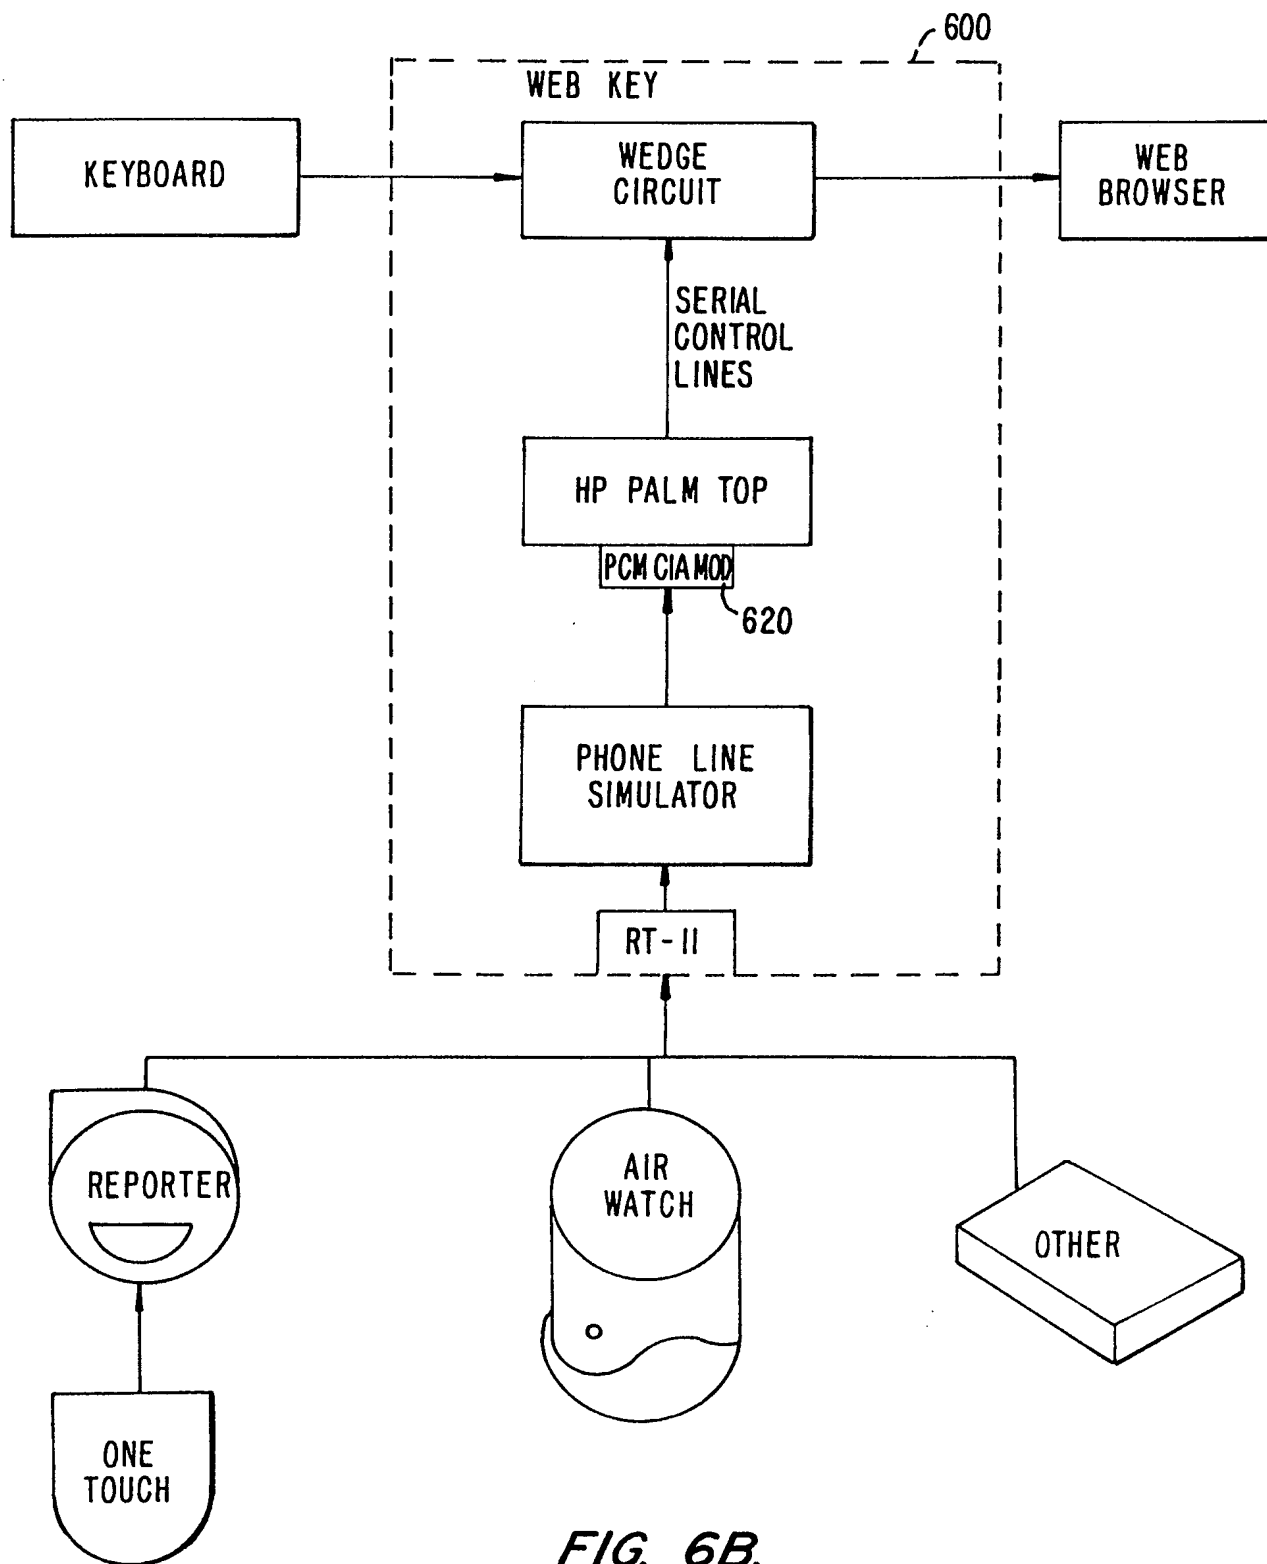 600
WEB KEY
KEYBOARD
WEDGE
CIRCUIT
WEB
BROWSER
SERIAL
CONTROL
LINES
HP PALM TOP
PCM CIA MOD
620
PHONE LINE
SIMULATOR
RT-II
REPORTER
AIR
WATCH
OTHER
ONE
TOUCH
FIG. 6B.